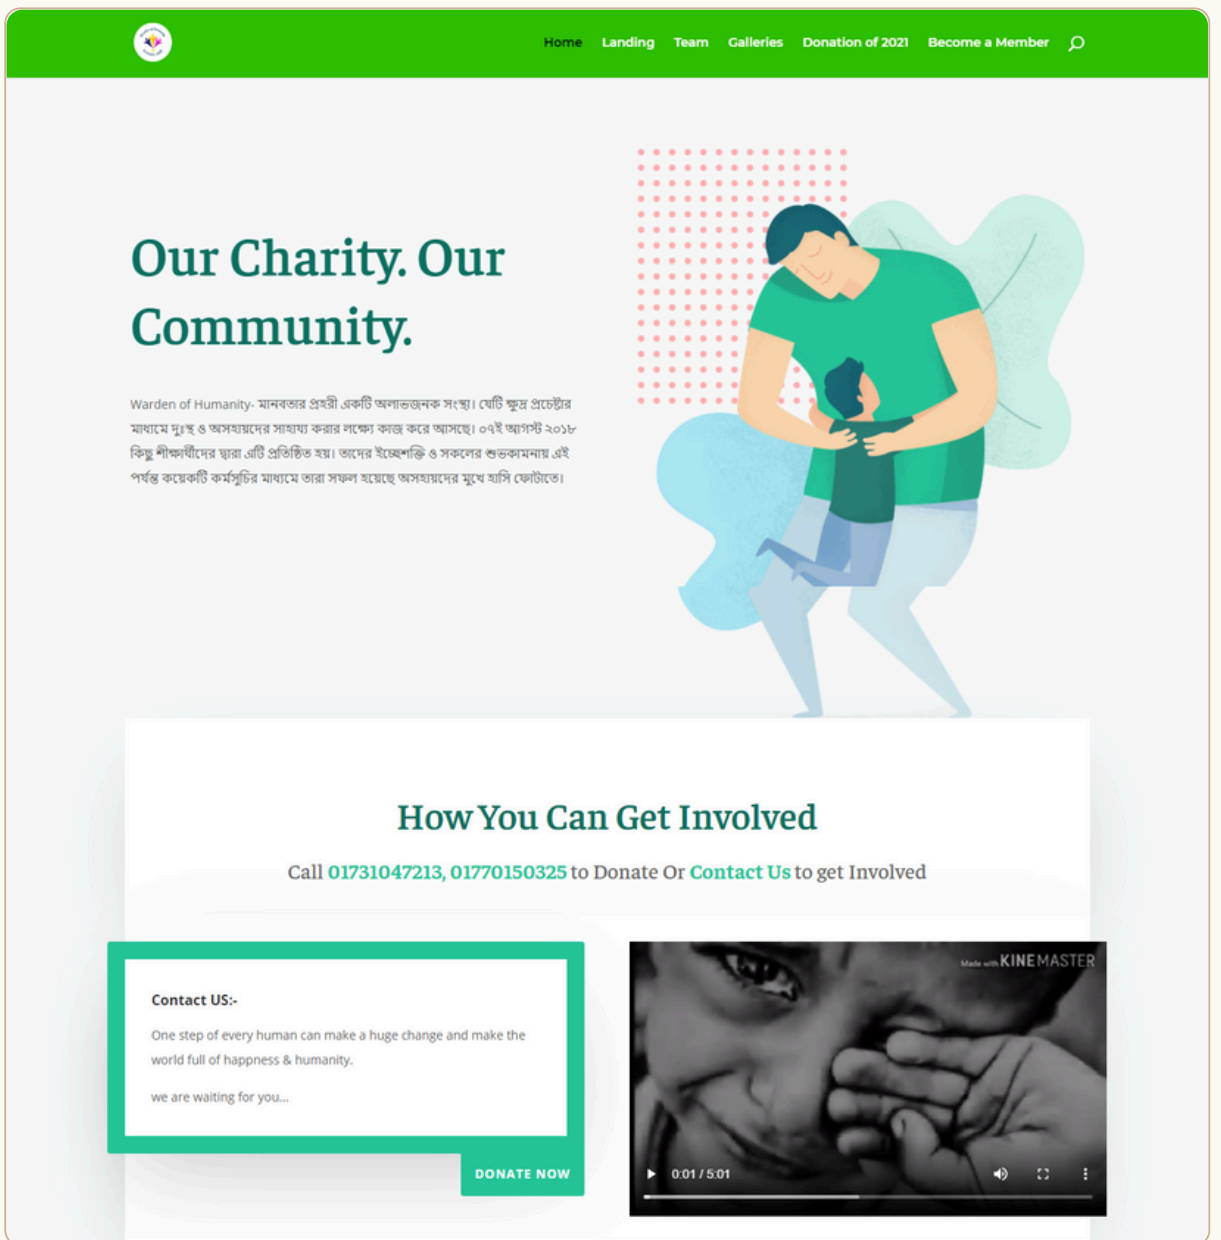 Home Landing Team Galleries Donation of 2021 Become a Member
Our Charity. Our
Community.
Warden of Humanity- মানবতার প্রহরী একটি অলাভজনক সংস্থা। যেটি ক্ষুদ্র প্রচেষ্টার
মাধ্যমে দুঃস্থ ও অসহায়দের সাহায্য করার লক্ষ্যে কাজ করে আসছে। ০৭ই আগস্ট ২০১৮
কিছু শীক্ষার্থীদের দ্বারা এটি প্রতিষ্ঠিত হয়। তাদের ইচ্ছেশক্তি ও সকলের শুভকামনায় এই
পর্যন্ত কয়েকটি কর্মসুচির মাধ্যমে তারা সফল হয়েছে অসহায়দের মুখে হাসি ফোটাতে।
How You Can Get Involved
Call 01731047213, 01770150325 to Donate Or Contact Us to get Involved
Made with KINEMASTER
Contact US:-
One step of every human can make a huge change and make the
world full of happness & humanity.
we are waiting for you...
DONATE NOW
0:01 / 5:01